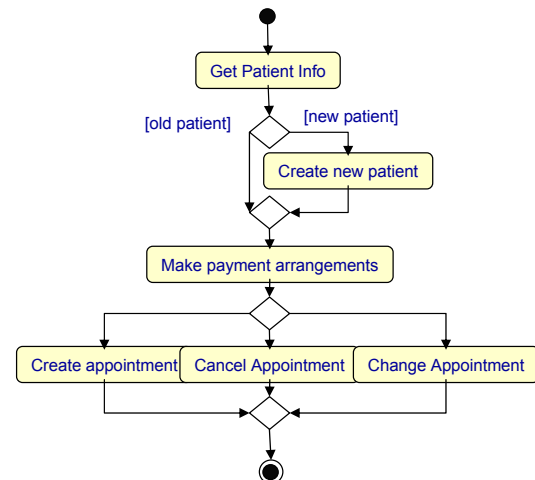 Get Patient Info
[new patient]
[old patient]
Create new patient
Make payment arrangements
Create appointment
Cancel Appointment
Change Appointment